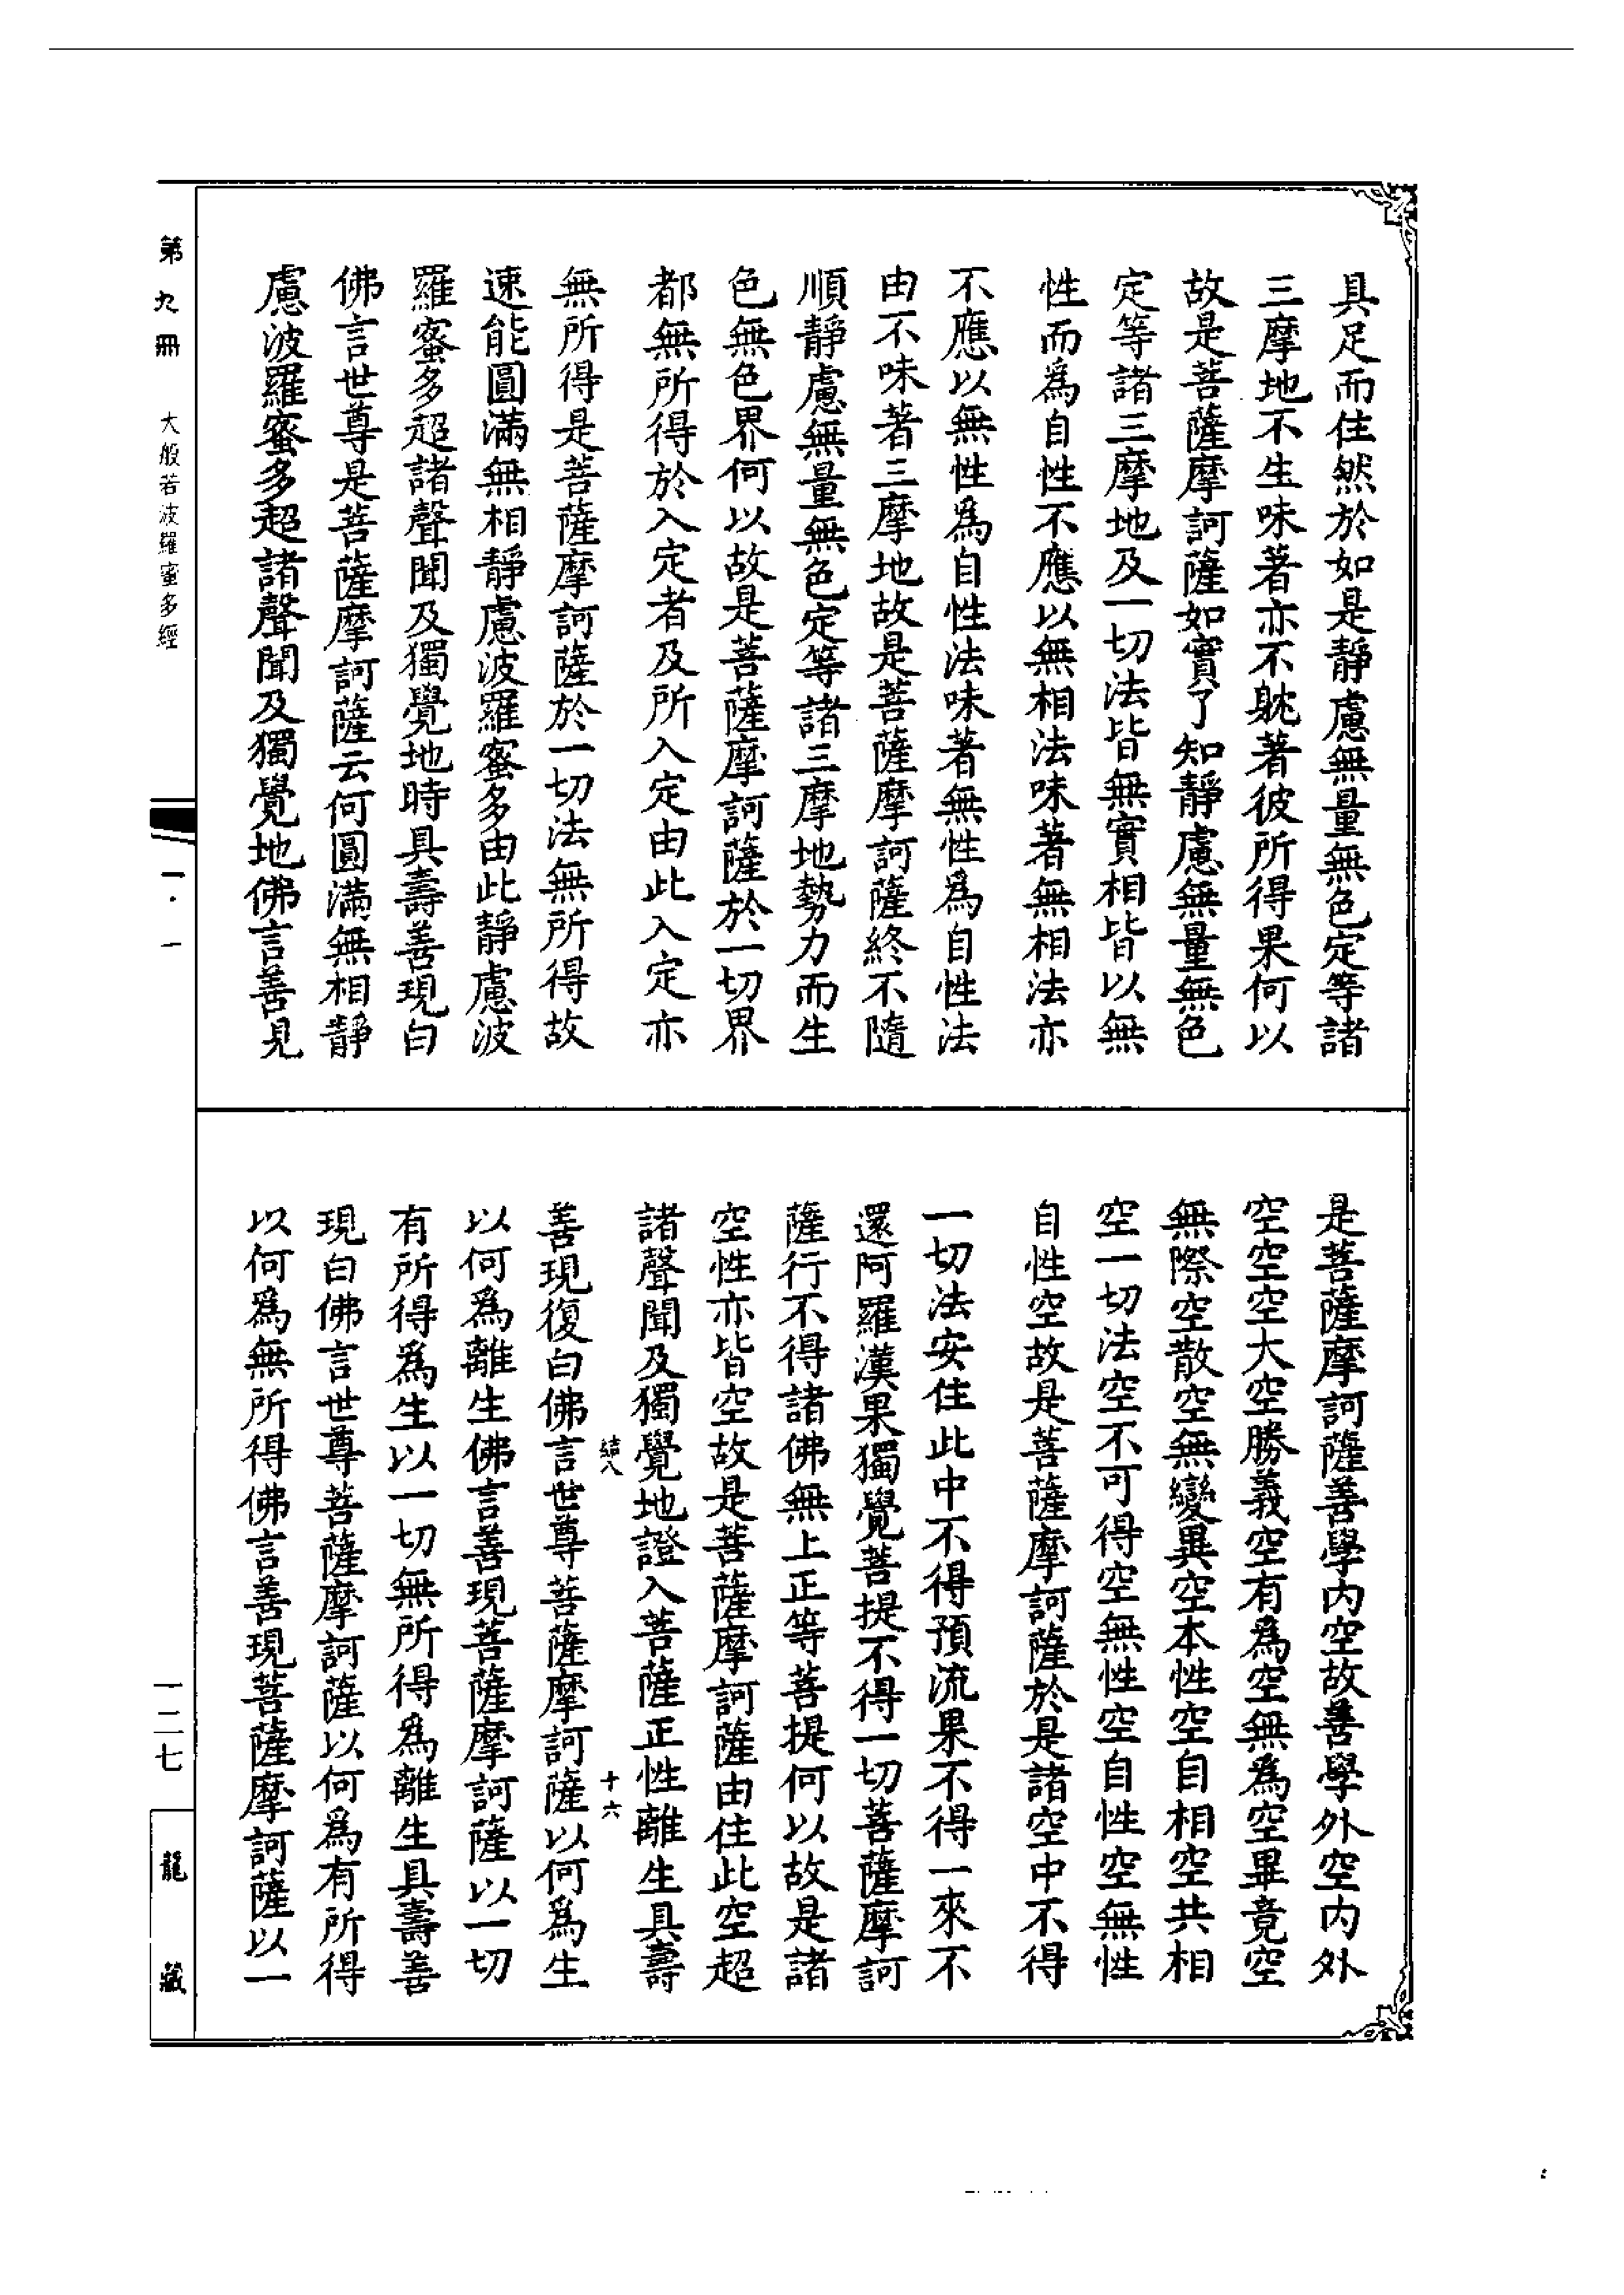 具足而住然於如是靜慮無量無色定等諸
三摩地不生味著亦不躭著彼所得果何以
故是菩薩摩訶薩如實了知靜慮無量無色
定等諸三摩地及一切法皆無實相皆以無
性而為自性不應以無相法味著無相法亦
不應以無性為自性法味著無性為自性法
由不味著三摩地故是菩薩摩訶薩終不隨
順靜慮無量無色定等諸三摩地勢力而生
色無色界何以故是菩薩摩訶薩於一切界
都無所得於入定者及所入定由此入定亦
無所得是菩薩摩訶薩於一切法無所得故
速能圓滿無相靜慮波羅蜜多由此靜慮波
羅蜜多超諸聲聞及獨覺地時具壽善現白
佛言世尊是菩薩摩訶薩云何圓滿無相靜
慮波羅蜜多超諸聲聞及獨覺地佛言善見
是菩薩摩訶薩善學內空故善學外空內外
空空空大空勝義空有為空無為空畢竟空
無際空散空無變異空本性空自相空共相
空一切法空不可得空無性空自性空無性
自性空故是菩薩摩訶薩於是諸空中不得
一切法安住此中不得預流果不得一來不
還阿羅漢果獨覺菩提不得一切菩薩摩訶
薩行不得諸佛無上正等菩提何以故是諸
空性亦皆空故是菩薩摩訶薩由住此空超
諸聲聞及獨覺地證入菩薩正性離生具壽
結八 十六
善現復白佛言世尊菩薩摩訶薩以何為生
以何為離生佛言善現菩薩摩訶薩以一切
有所得為生以一切無所得為離生具壽善
現白佛言世尊菩薩摩訶薩以何為有所得
以何為無所得佛言善現菩薩摩訶薩以一
第九冊 大般若波羅蜜多經 一·一
一二七 龍藏